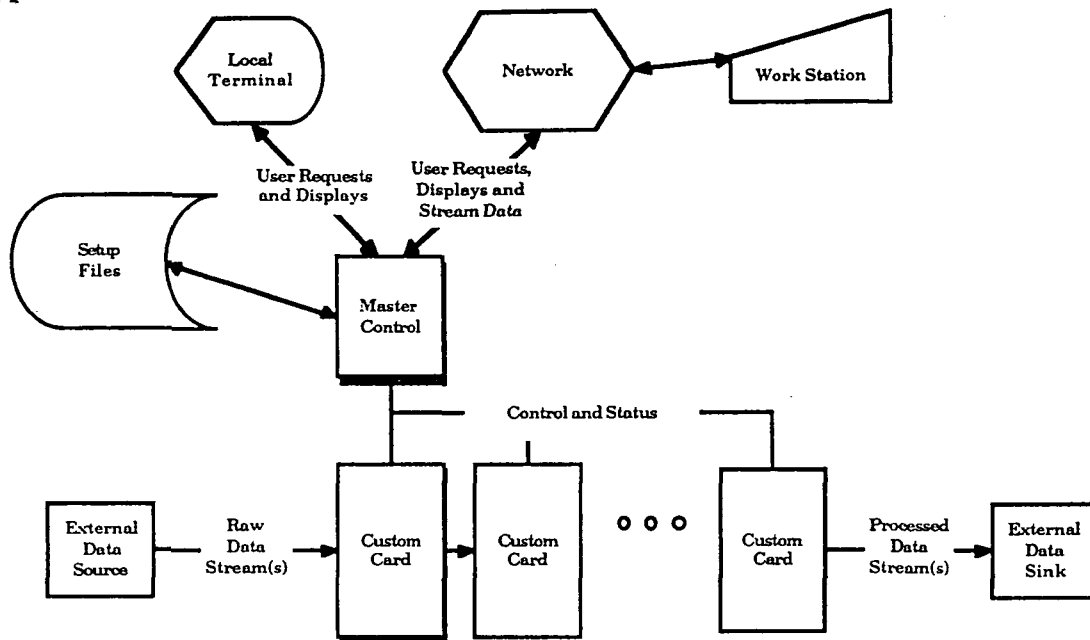 Local
Terminal
Network
Work Station
User Requests
and Displays
User Requests,
Displays and
Stream Data
Setup
Files
Master
Control
Control and Status
External
Data
Source
Raw
Data
Stream(s)
Custom
Card
Custom
Card
Custom
Card
Processed
Data
Stream(s)
External
Data
Sink